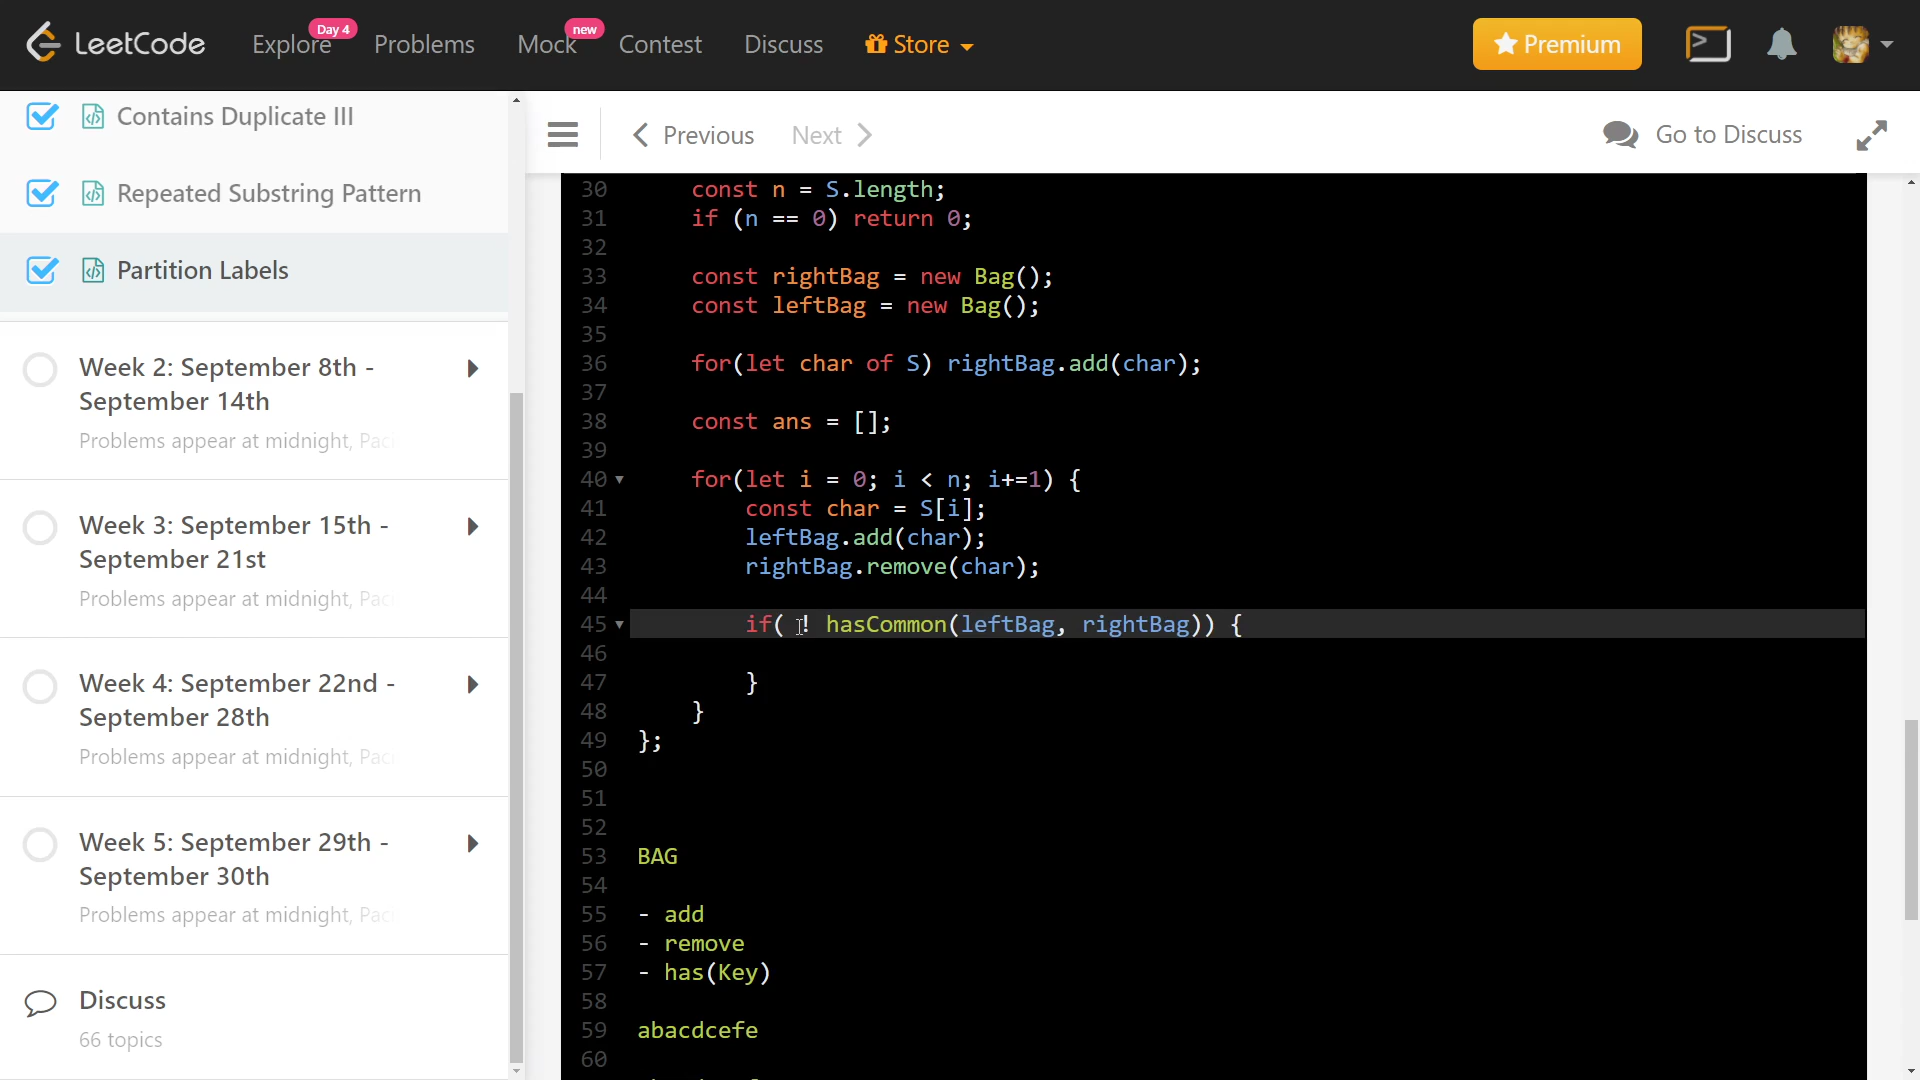 LeetCode
Explore Day 4
Problems
Mock new
Contest
Discuss
Store
Premium
Contains Duplicate III
Repeated Substring Pattern
Partition Labels
Week 2: September 8th -
September 14th
Problems appear at midnight, Pac
Week 3: September 15th -
September 21st
Problems appear at midnight, Pac
Week 4: September 22nd -
September 28th
Problems appear at midnight, Pac
Week 5: September 29th -
September 30th
Problems appear at midnight, Pac
Discuss
66 topics
Previous
Next
Go to Discuss
30 const n = S.length;
31 if (n == 0) return 0;
32
33 const rightBag = new Bag();
34 const leftBag = new Bag();
35
36 for(let char of S) rightBag.add(char);
37
38 const ans = [];
39
40 for(let i = 0; i < n; i+=1) {
41 const char = S[i];
42 leftBag.add(char);
43 rightBag.remove(char);
44
45 if( ! hasCommon(leftBag, rightBag)) {
46
47 }
48 }
49 };
50
51
52
53 BAG
54
55 - add
56 - remove
57 - has(Key)
58
59 abacdcefe
60